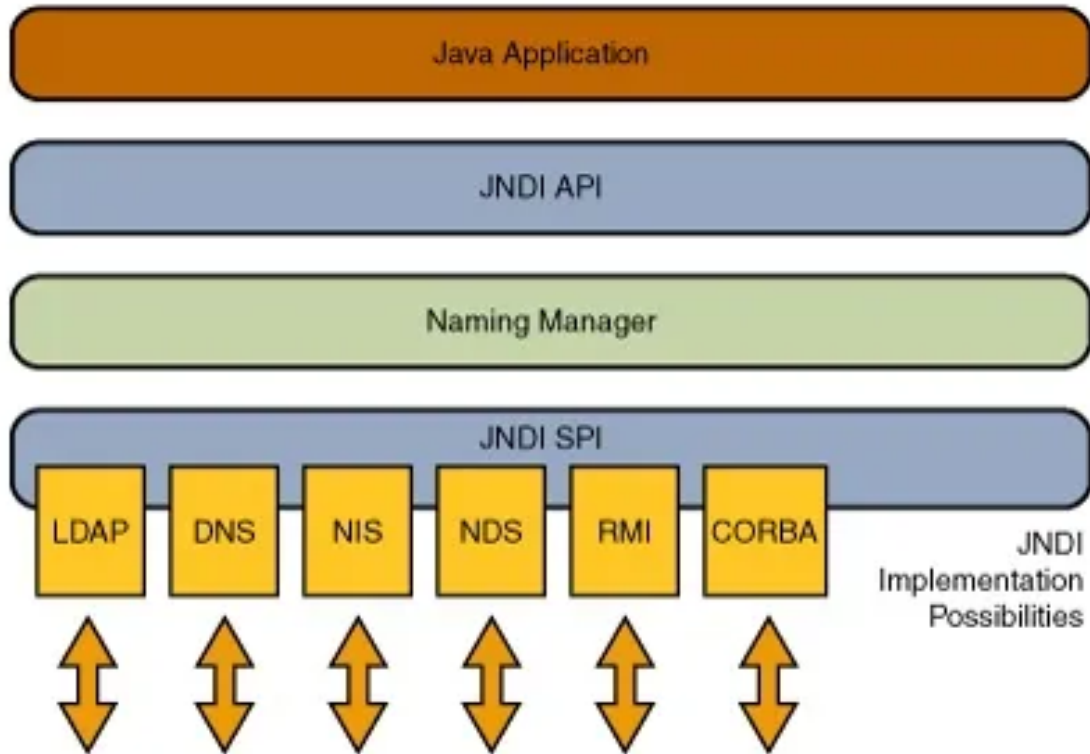 Java Application
JNDI API
Naming Manager
JNDI SPI
LDAP
DNS
NIS
NDS
RMI
CORBA
JNDI
Implementation
Possibilities